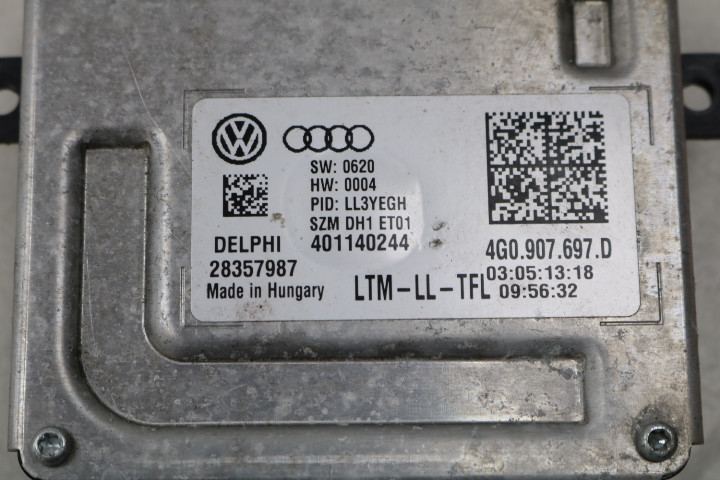 SW: 0620
HW: 0004
PID: LL3YEGH
SZM DH1 ET01
DELPHI 401140244
28357987
Made in Hungary
LTM-LL-TFL
4G0.907.697.D
03:05:13:18
09:56:32